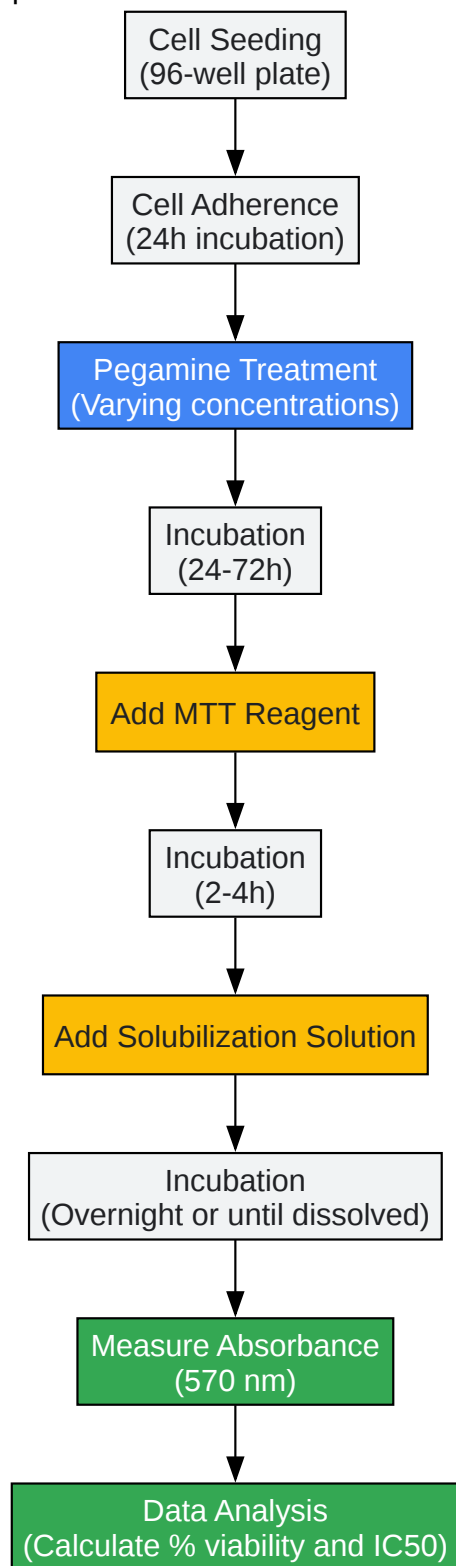 Cell Seeding
(96-well plate)
Cell Adherence
(24h incubation)
Pegamine Treatment
(Varying concentrations)
Incubation
(24-72h)
Add MTT Reagent
Incubation
(2-4h)
Add Solubilization Solution
Incubation
(Overnight or until dissolved)
Measure Absorbance
(570 nm)
Data Analysis
(Calculate % viability and IC50)